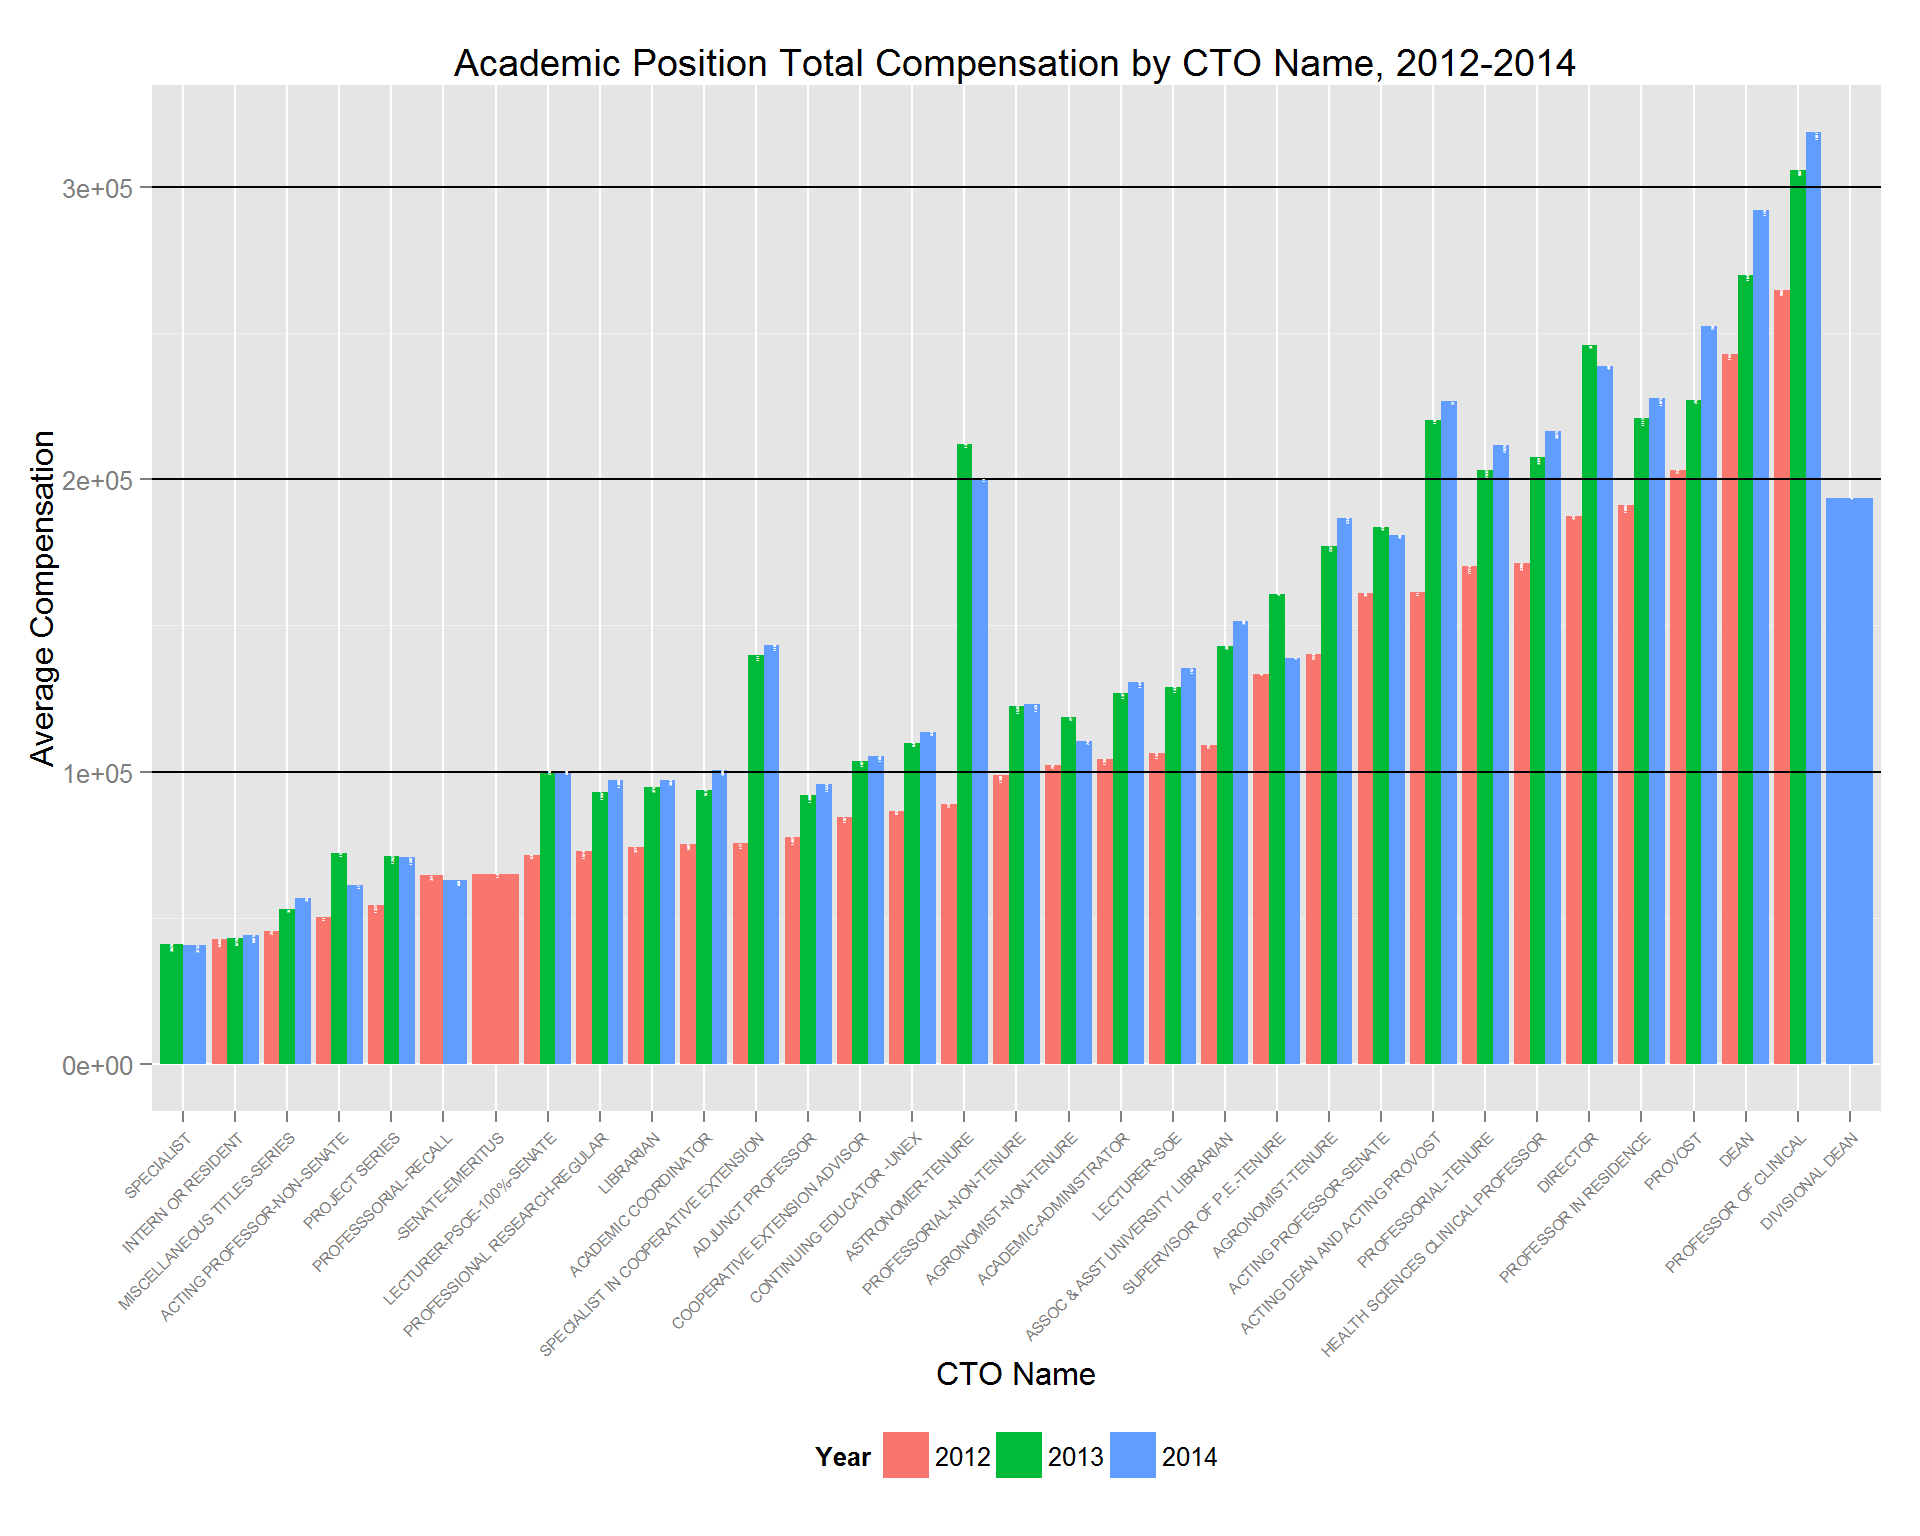 Academic Position Total Compensation by CTO Name, 2012-2014
Average Compensation
3e+05
2e+05
1e+05
0e+00
SPECIALIST
INTERN OR RESIDENT
MISCELLANEOUS TITLES-SERIES
ACTING PROFESSOR-NON-SENATE
PROJECT SERIES
PROFESSSORIAL-RECALL
-SENATE-EMERITUS
LECTURER-PSOE-100%-SENATE
PROFESSIONAL RESEARCH-REGULAR
LIBRARIAN
ACADEMIC COORDINATOR
SPECIALIST IN COOPERATIVE EXTENSION
ADJUNCT PROFESSOR
COOPERATIVE EXTENSION ADVISOR
CONTINUING EDUCATOR -UNEX
ASTRONOMER-TENURE
PROFESSORIAL-NON-TENURE
AGRONOMIST-NON-TENURE
ACADEMIC-ADMINISTRATOR
LECTURER-SOE
ASSOC & ASST UNIVERSITY LIBRARIAN
SUPERVISOR OF P.E.-TENURE
AGRONOMIST-TENURE
ACTING PROFESSOR-SENATE
ACTING DEAN AND ACTING PROVOST
PROFESSORIAL-TENURE
HEALTH SCIENCES CLINICAL PROFESSOR
DIRECTOR
PROFESSOR IN RESIDENCE
PROVOST
DEAN
PROFESSOR OF CLINICAL
DIVISIONAL DEAN
CTO Name
Year 2012 2013 2014